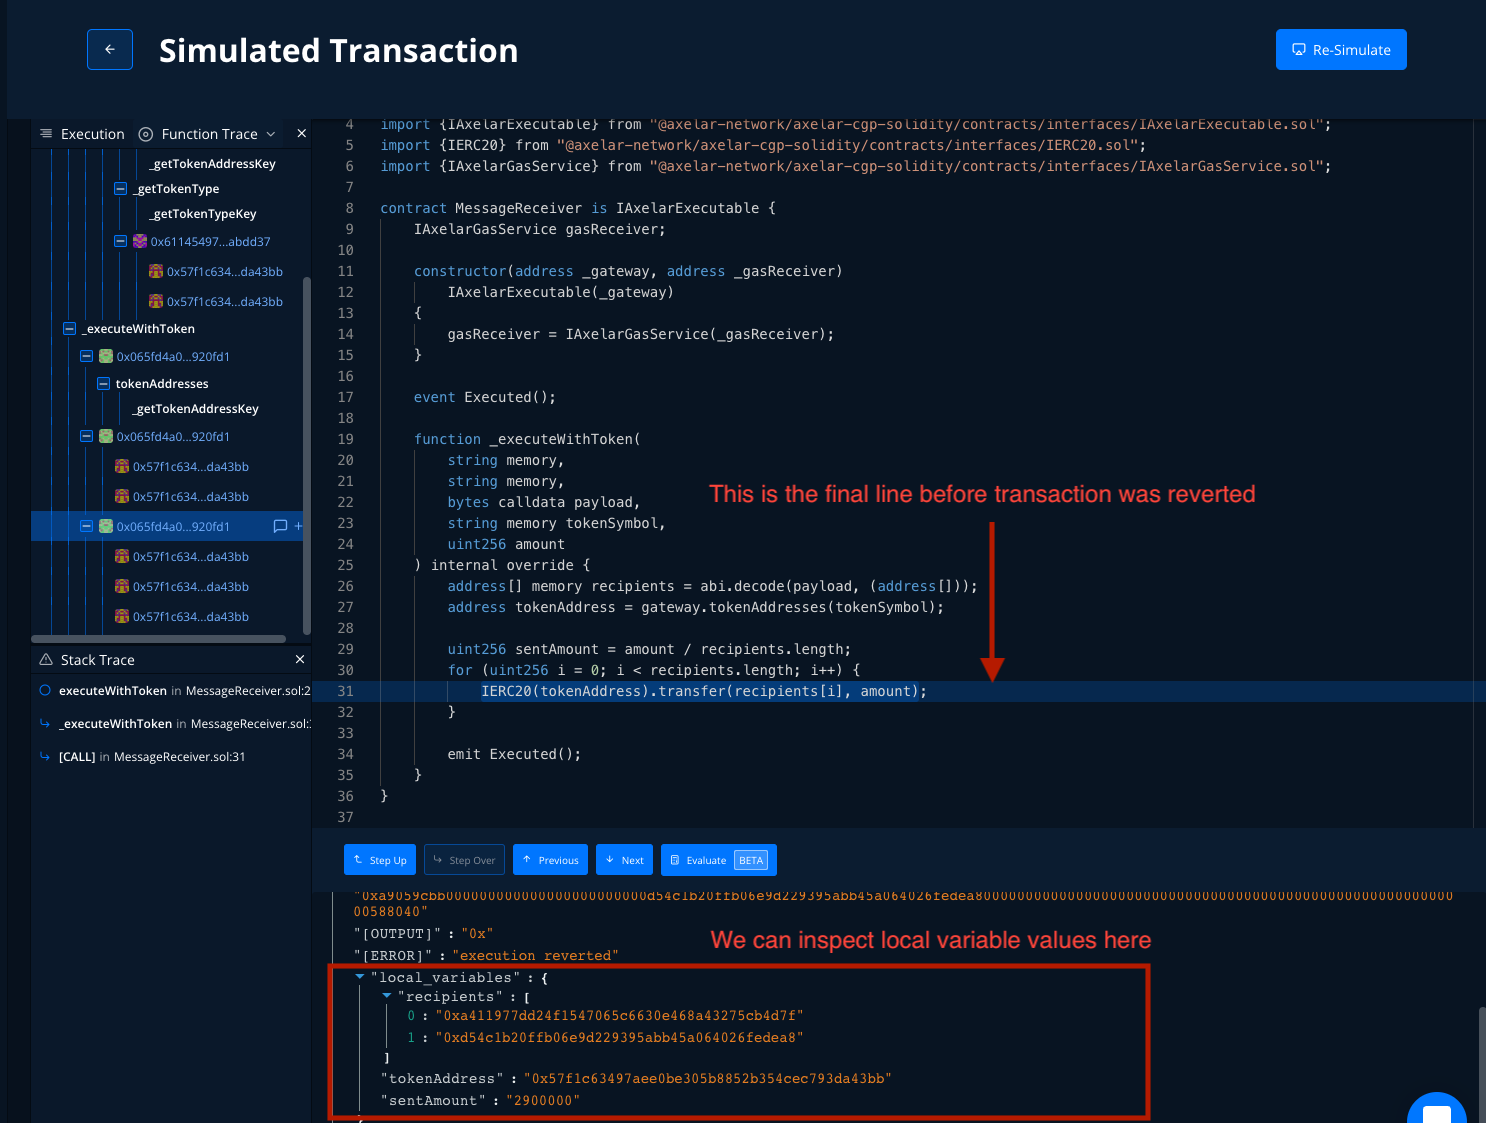 Simulated Transaction
Re-Simulate
Execution
Function Trace
_getTokenAddressKey
_getTokenType
_getTokenTypeKey
0x61145497...abdd37
0x57f1c634...da43bb
0x57f1c634...da43bb
_executeWithToken
0x065fd4a0...920fd1
tokenAddresses
_getTokenAddressKey
0x065fd4a0...920fd1
0x57f1c634...da43bb
0x57f1c634...da43bb
0x065fd4a0...920fd1
0x57f1c634...da43bb
0x57f1c634...da43bb
0x57f1c634...da43bb
Stack Trace
executeWithToken in MessageReceiver.sol:2
_executeWithToken in MessageReceiver.sol:
[CALL] in MessageReceiver.sol:31
4 import {IAxelarExecutable} from "@axelar-network/axelar-cgp-solidity/contracts/interfaces/IAxelarExecutable.sol";
5 import {IERC20} from "@axelar-network/axelar-cgp-solidity/contracts/interfaces/IERC20.sol";
6 import {IAxelarGasService} from "@axelar-network/axelar-cgp-solidity/contracts/interfaces/IAxelarGasService.sol";
7
8 contract MessageReceiver is IAxelarExecutable {
9 IAxelarGasService gasReceiver;
10
11 constructor(address _gateway, address _gasReceiver)
12 IAxelarExecutable(_gateway)
13 {
14 gasReceiver = IAxelarGasService(_gasReceiver);
15 }
16
17 event Executed();
18
19 function _executeWithToken(
20 string memory,
21 string memory,
22 bytes calldata payload,
23 string memory tokenSymbol,
24 uint256 amount
25 ) internal override {
26 address[] memory recipients = abi.decode(payload, (address[]));
27 address tokenAddress = gateway.tokenAddresses(tokenSymbol);
28
29 uint256 sentAmount = amount / recipients.length;
30 for (uint256 i = 0; i < recipients.length; i++) {
31 IERC20(tokenAddress).transfer(recipients[i], amount);
32 }
33
34 emit Executed();
35 }
36 }
37
This is the final line before transaction was reverted
Step Up
Step Over
Previous
Next
Evaluate BETA
00588040"
"[OUTPUT]" : "0x"
"[ERROR]" : "execution reverted"
We can inspect local variable values here
"local_variables" : {
"recipients" : [
0 : "0xa411977dd24f1547065c6630e468a43275cb4d7f"
1 : "0xd54c1b20ffb06e9d229395abb45a064026fedea8"
]
"tokenAddress" : "0x57f1c63497aee0be305b8852b354cec793da43bb"
"sentAmount" : "2900000"